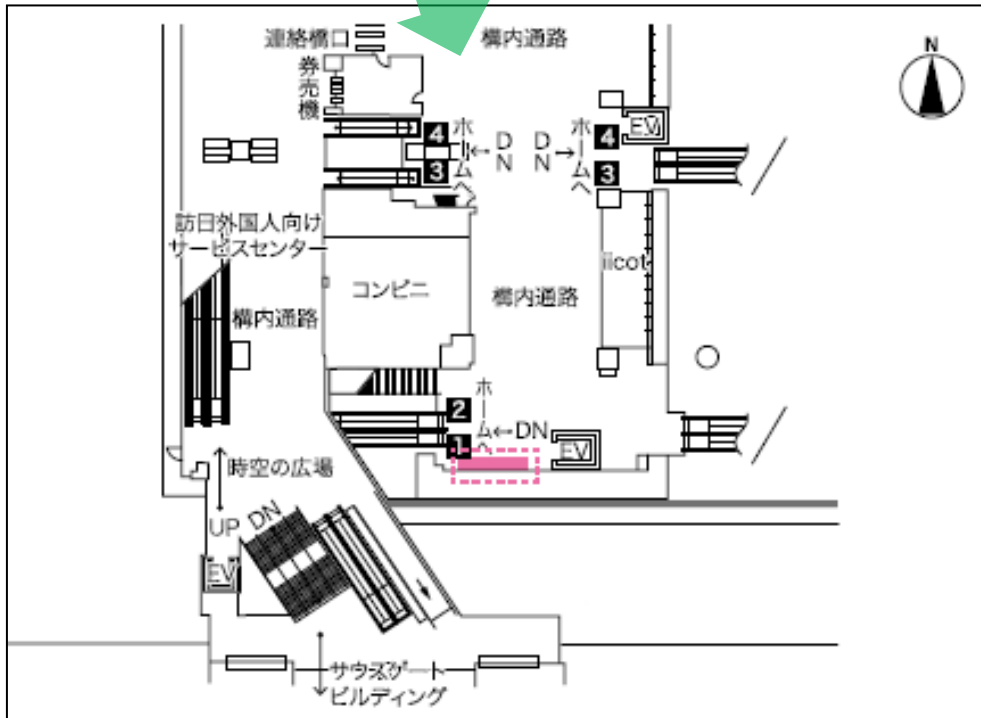 連絡橋口
構内通路
N
券売機
EV
4
ホームへ
←DN
DN→
ホームへ
4
3
3
訪日外国人向け
サービスセンター
iicot
コンビニ
構内通路
構内通路
ホームへ
2
1
←DN
EV
時空の広場
UP
DN
EV
サウスゲート
ビルディング